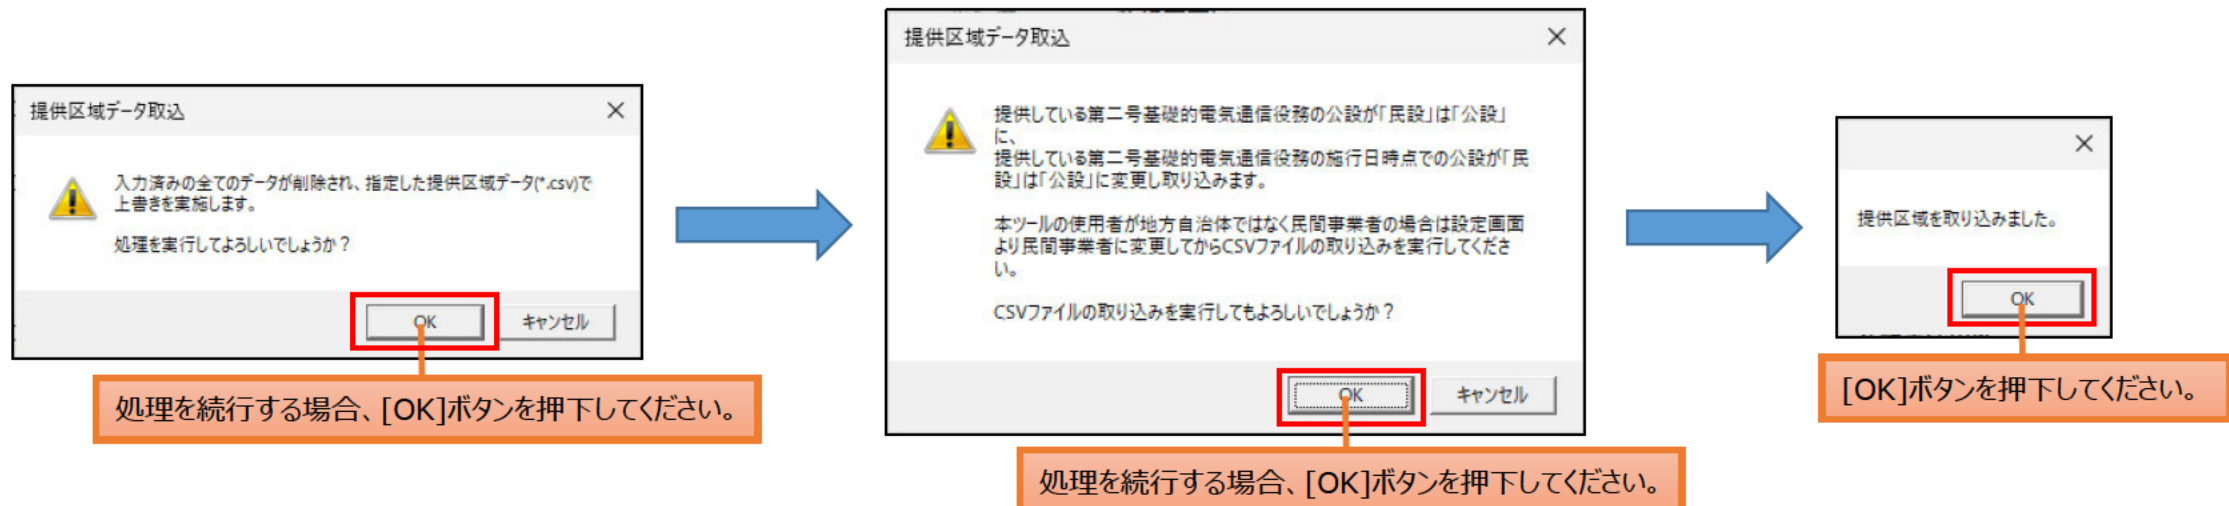 提供区域データ取込
入力済みの全てのデータが削除され、指定した提供区域データ(*.csv)で
上書きを実施します。
処理を実行してよろしいでしょうか？
OK
キャンセル
処理を続行する場合、[OK]ボタンを押下してください。
提供区域データ取込
提供している第二号基礎的電気通信役務の公設が「民設」は「公設」
に、
提供している第二号基礎的電気通信役務の施行日時点での公設が「民
設」は「公設」に変更し取り込みます。
本ツールの使用者が地方自治体ではなく民間事業者の場合は設定画面
より民間事業者に変更してからCSVファイルの取り込みを実行してくださ
い。
CSVファイルの取り込みを実行してもよろしいでしょうか？
OK
キャンセル
処理を続行する場合、[OK]ボタンを押下してください。
提供区域を取り込みました。
OK
[OK]ボタンを押下してください。